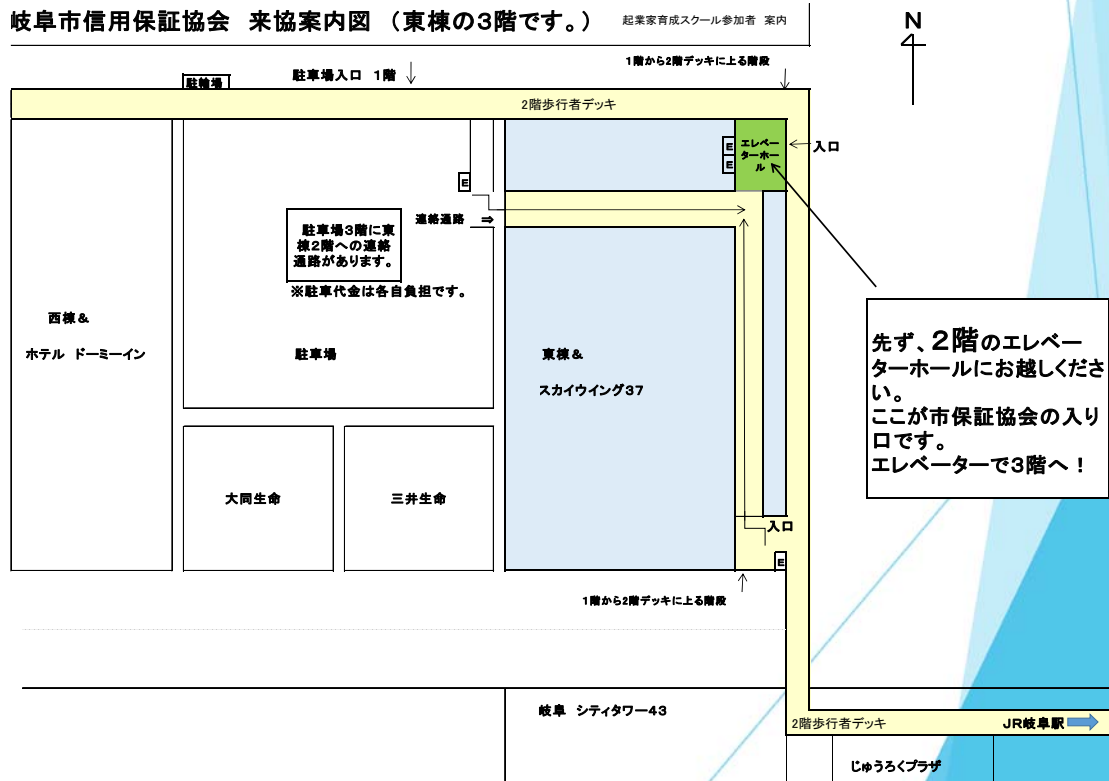 岐阜市信用保証協会 来協案内図 （東棟の3階です。）
起業家育成スクール参加者 案内
N
1階から2階デッキに上る階段
駐車場入口 1階
駐輪場
2階歩行者デッキ
E
E
エレベー
ターホー
ル
入口
E
連絡通路 ⇒
駐車場3階に東
棟2階への連絡
通路があります。
※駐車代金は各自負担です。
西棟＆
ホテル ドーミーイン
駐車場
東棟＆
スカイウイング37
先ず、2階のエレベー
ターホールにお越しくださ
い。
ここが市保証協会の入り
口です。
エレベーターで3階へ！
大同生命
三井生命
入口
E
1階から2階デッキに上る階段
岐阜 シティタワー43
2階歩行者デッキ
JR岐阜駅
じゅうろくプラザ